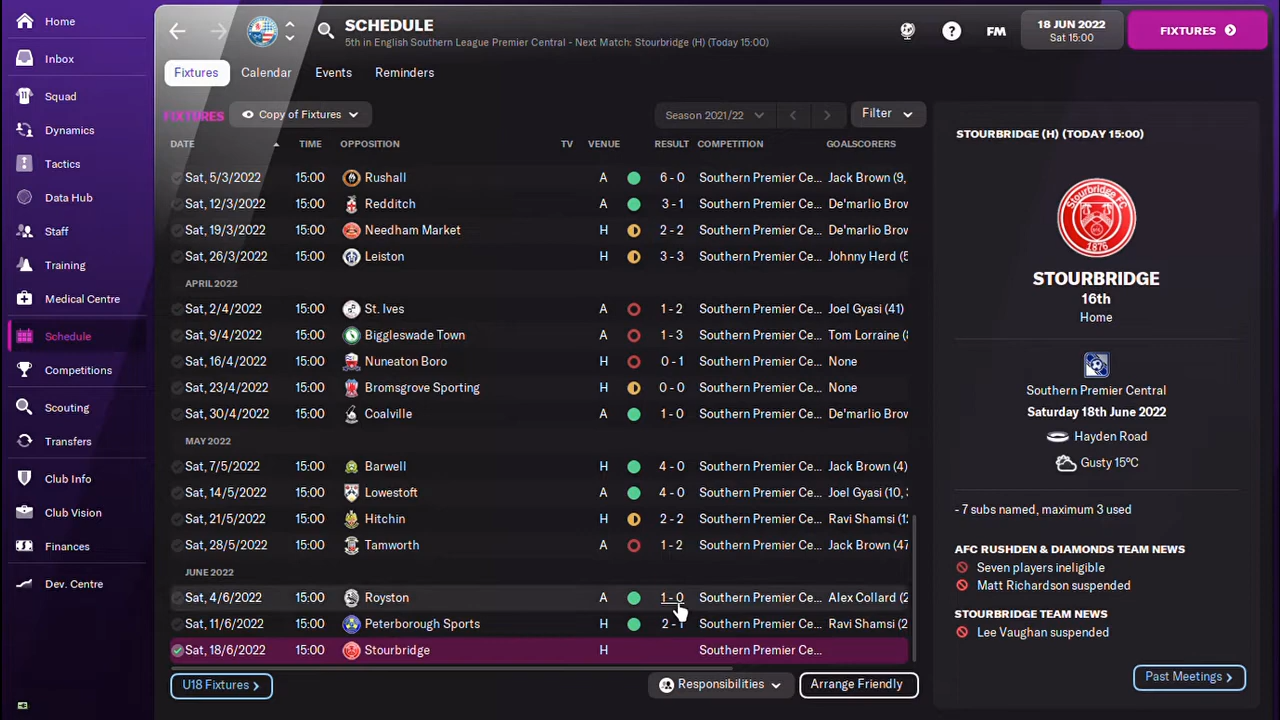 Home
Inbox
Squad
Dynamics
Tactics
Data Hub
Staff
Training
Medical Centre
Schedule
Competitions
Scouting
Transfers
Club Info
Club Vision
Finances
Dev. Centre
SCHEDULE
5th in English Southern League Premier Central - Next Match: Stourbridge (H) (Today 15:00)
?
FM
18 JUN 2022
Sat 15:00
FIXTURES
Fixtures Calendar Events Reminders
FIXTURES
Copy of Fixtures
Season 2021/22
Filter
DATE TIME OPPOSITION TV VENUE RESULT COMPETITION GOALSCORERS
Sat, 5/3/2022 15:00 Rushall A 6 - 0 Southern Premier Ce... Jack Brown (9,
Sat, 12/3/2022 15:00 Redditch A 3 - 1 Southern Premier Ce... De'marlio Brow
Sat, 19/3/2022 15:00 Needham Market H 2 - 2 Southern Premier Ce... De'marlio Brow
Sat, 26/3/2022 15:00 Leiston H 3 - 3 Southern Premier Ce... Johnny Herd (5
APRIL 2022
Sat, 2/4/2022 15:00 St. Ives A 1 - 2 Southern Premier Ce... Joel Gyasi (41)
Sat, 9/4/2022 15:00 Biggleswade Town A 1 - 3 Southern Premier Ce... Tom Lorraine (8
Sat, 16/4/2022 15:00 Nuneaton Boro H 0 - 1 Southern Premier Ce... None
Sat, 23/4/2022 15:00 Bromsgrove Sporting H 0 - 0 Southern Premier Ce... None
Sat, 30/4/2022 15:00 Coalville A 1 - 0 Southern Premier Ce... De'marlio Brow
MAY 2022
Sat, 7/5/2022 15:00 Barwell H 4 - 0 Southern Premier Ce... Jack Brown (4)
Sat, 14/5/2022 15:00 Lowestoft A 4 - 0 Southern Premier Ce... Joel Gyasi (10,
Sat, 21/5/2022 15:00 Hitchin H 2 - 2 Southern Premier Ce... Ravi Shamsi (1
Sat, 28/5/2022 15:00 Tamworth A 1 - 2 Southern Premier Ce... Jack Brown (47
JUNE 2022
Sat, 4/6/2022 15:00 Royston A 1 - 0 Southern Premier Ce... Alex Collard (2
Sat, 11/6/2022 15:00 Peterborough Sports H 2 - 1 Southern Premier Ce... Ravi Shamsi (2
Sat, 18/6/2022 15:00 Stourbridge H Southern Premier Ce...
U18 Fixtures >
Responsibilities
Arrange Friendly
STOURBRIDGE (H) (TODAY 15:00)
Stourbridge FC
1876
STOURBRIDGE
16th
Home
Southern Premier Central
Saturday 18th June 2022
Hayden Road
Gusty 15ºC
- 7 subs named, maximum 3 used
AFC RUSHDEN & DIAMONDS TEAM NEWS
Seven players ineligible
Matt Richardson suspended
STOURBRIDGE TEAM NEWS
Lee Vaughan suspended
Past Meetings >